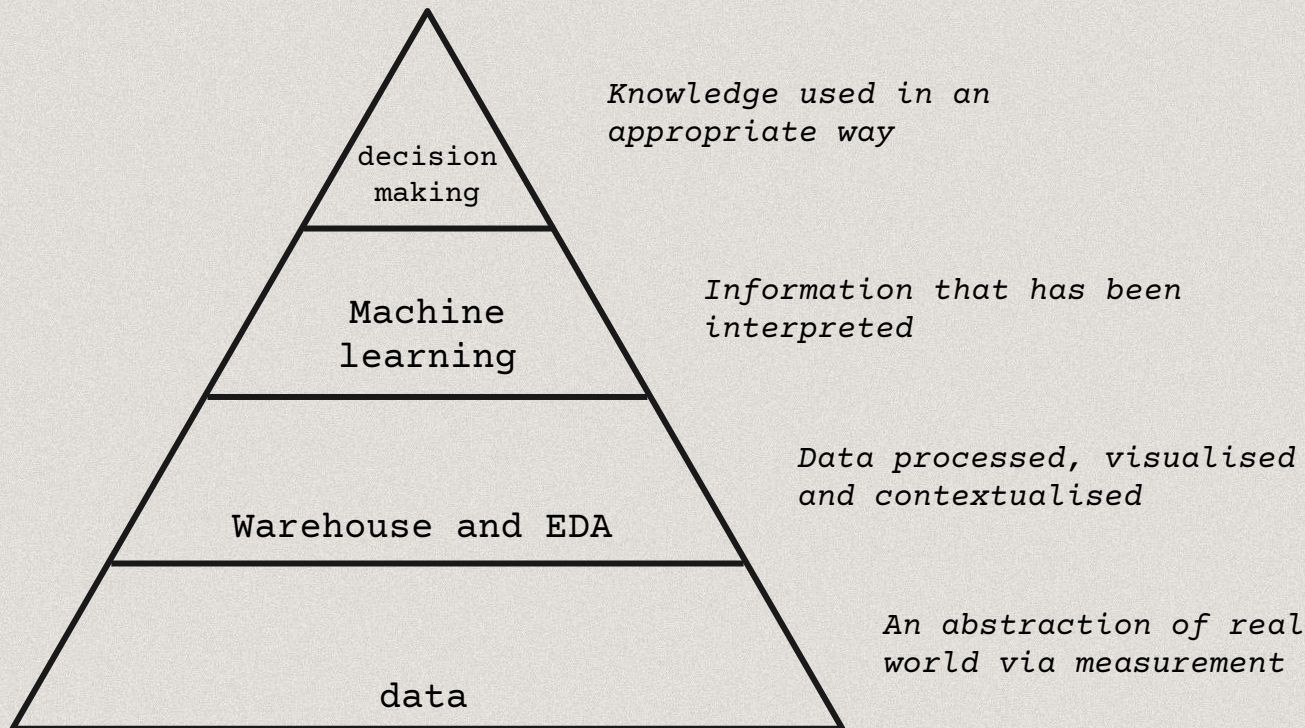 Knowledge used in an
appropriate way
decision
making
Information that has been
interpreted
Machine
learning
Data processed, visualised
and contextualised
Warehouse and EDA
An abstraction of real
world via measurement
data